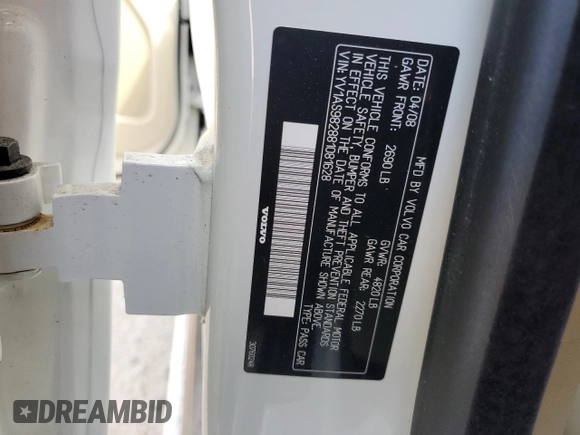 DATE: 04/08 MFD BY VOLVO CAR CORPORATION
GVWR: 4820 LB
GAWR FRONT: 2690 LB GAWR REAR: 2270 LB
THIS VEHICLE CONFORMS TO ALL APPLICABLE FEDERAL MOTOR
VEHICLE SAFETY, BUMPER AND THEFT PREVENTION STANDARDS
IN EFFECT ON THE DATE OF MANUFACTURE SHOWN ABOVE.
VIN: YV1AS982881081628 TYPE: PASS CAR
VOLVO
DREAMBID